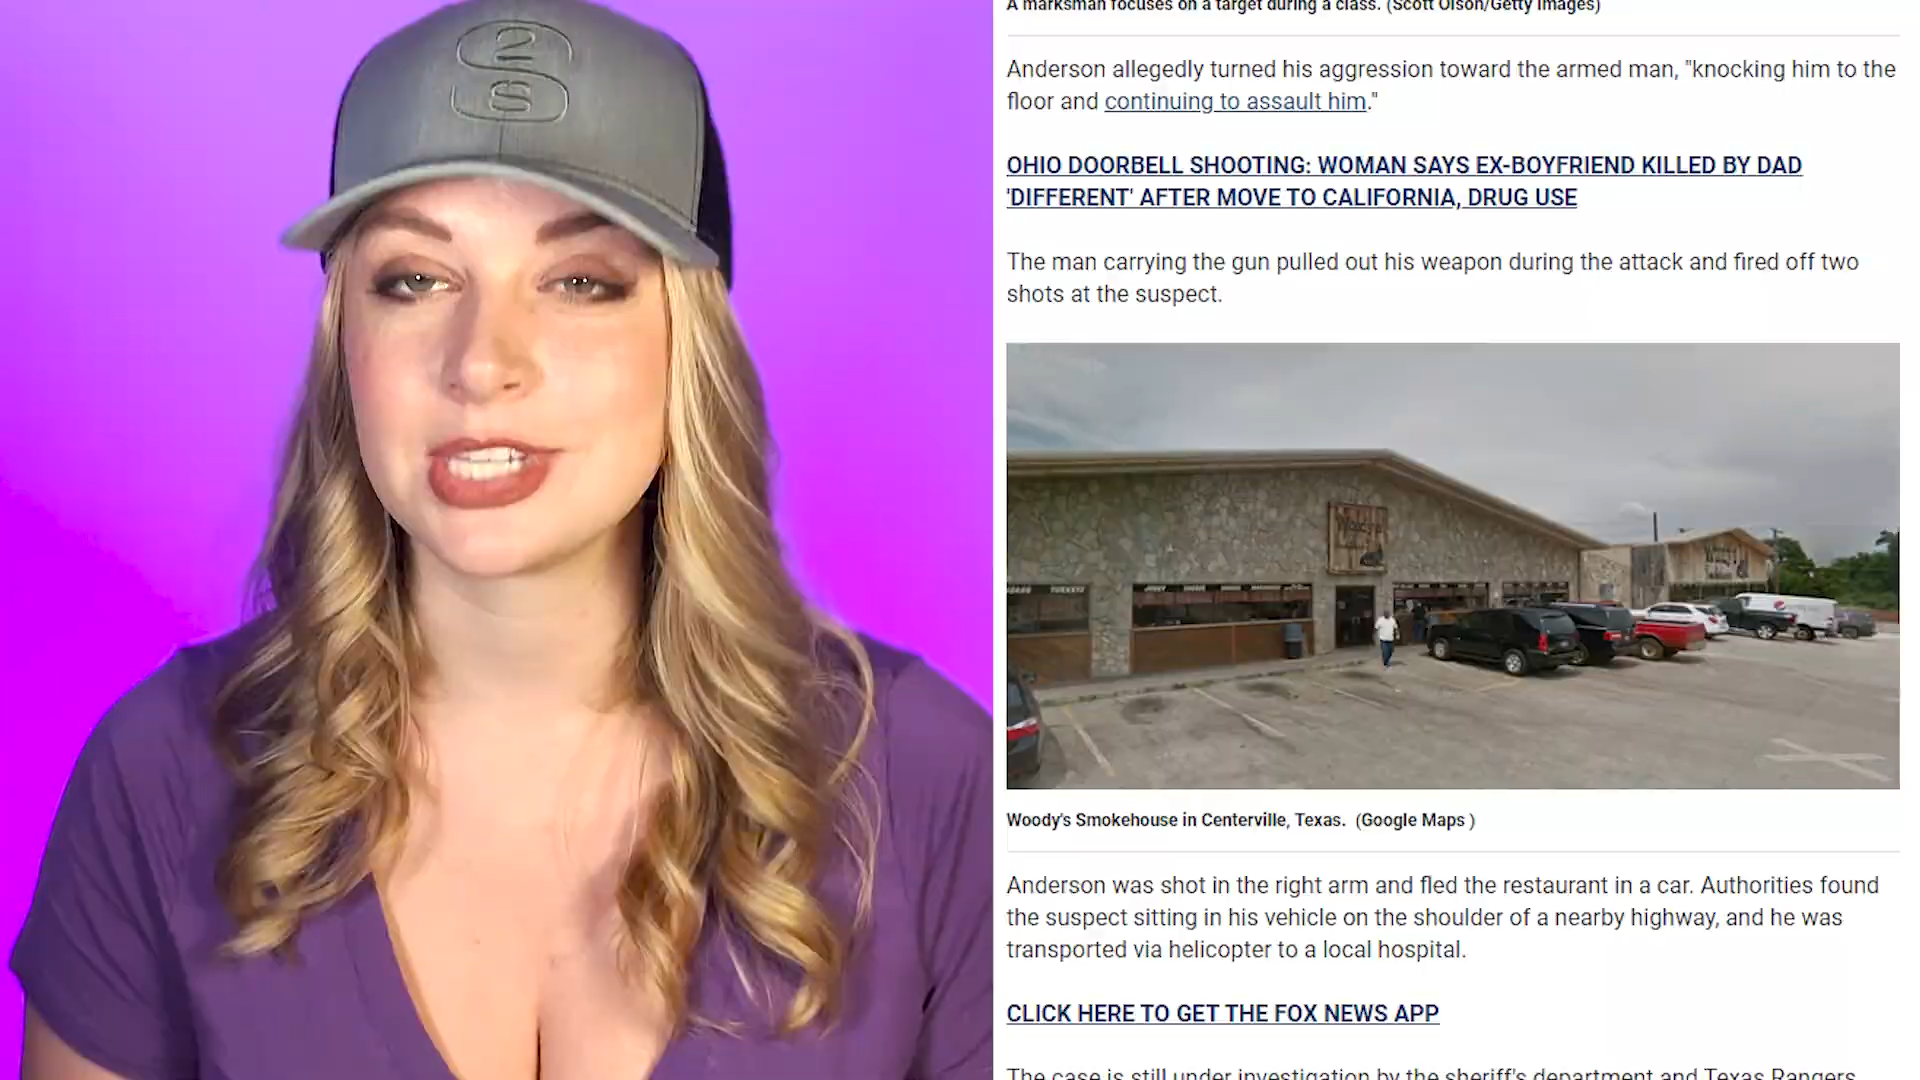 2
S
S
A marksman focuses on a target during a class. (Scott Olson/Getty Images)
Anderson allegedly turned his aggression toward the armed man, "knocking him to the
floor and continuing to assault him."
OHIO DOORBELL SHOOTING: WOMAN SAYS EX-BOYFRIEND KILLED BY DAD
'DIFFERENT' AFTER MOVE TO CALIFORNIA, DRUG USE
The man carrying the gun pulled out his weapon during the attack and fired off two
shots at the suspect.
Woody's
TURKEYS
Woody's Smokehouse in Centerville, Texas. (Google Maps )
Anderson was shot in the right arm and fled the restaurant in a car. Authorities found
the suspect sitting in his vehicle on the shoulder of a nearby highway, and he was
transported via helicopter to a local hospital.
CLICK HERE TO GET THE FOX NEWS APP
The case is still under investigation by the sheriff's department and Texas Rangers